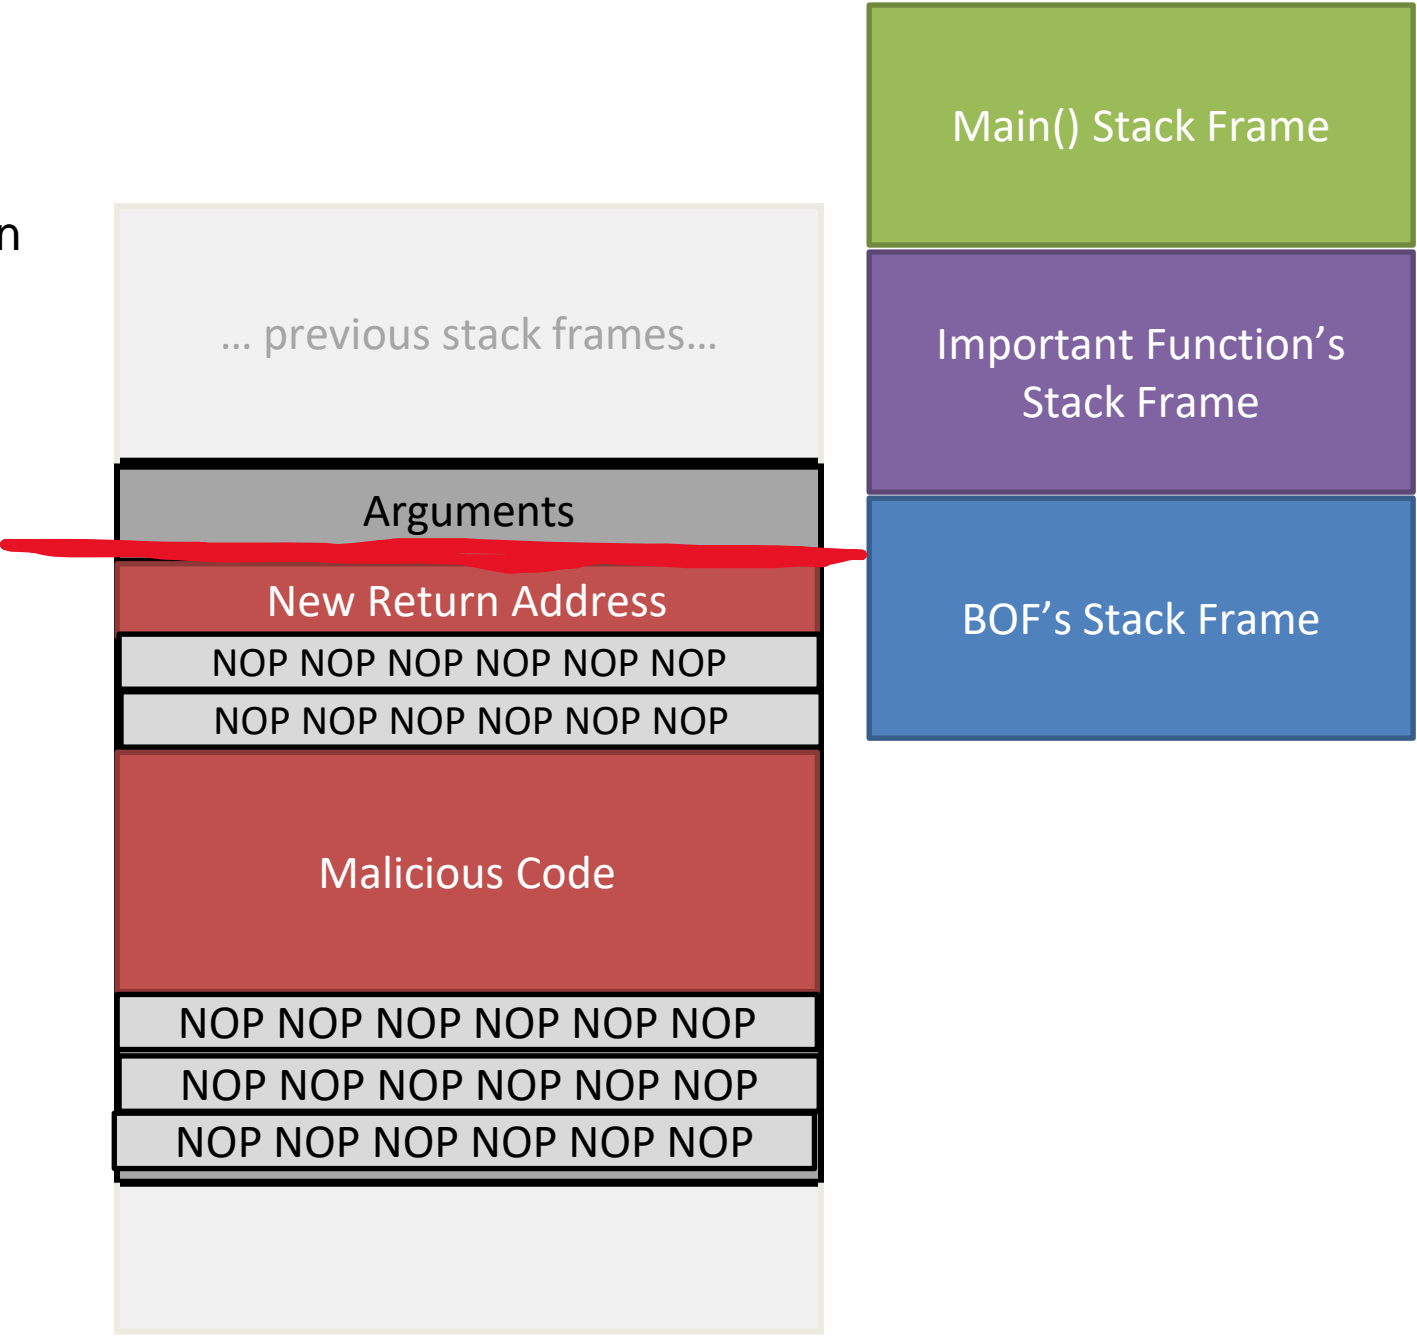 n
... previous stack frames...
Arguments
New Return Address
NOP NOP NOP NOP NOP NOP
NOP NOP NOP NOP NOP NOP
Malicious Code
NOP NOP NOP NOP NOP NOP
NOP NOP NOP NOP NOP NOP
NOP NOP NOP NOP NOP NOP
Main() Stack Frame
Important Function’s
Stack Frame
BOF’s Stack Frame